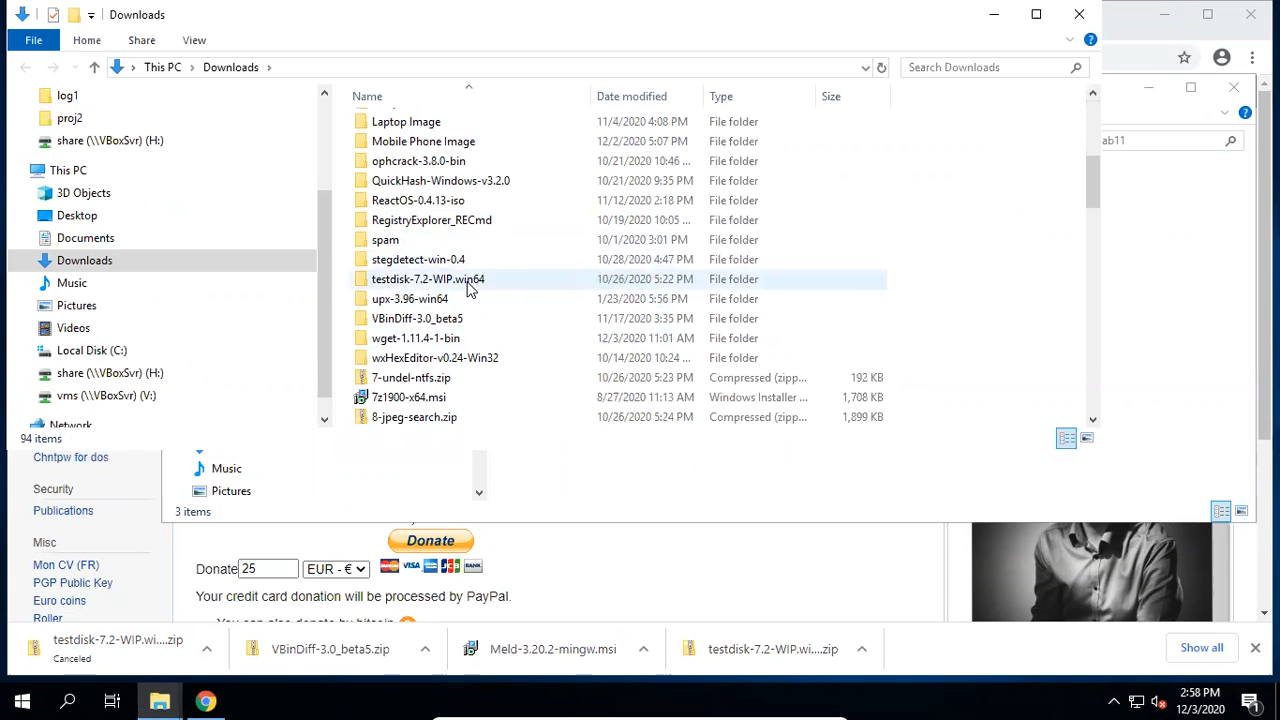 Downloads
File Home Share View
This PC Downloads
Search Downloads
log1
proj2
share (\\VBoxSvr) (H:)
This PC
3D Objects
Desktop
Documents
Downloads
Music
Pictures
Videos
Local Disk (C:)
share (\\VBoxSvr) (H:)
vms (\\VBoxSvr) (V:)
Network
94 items
Name Date modified Type Size
Laptop Image 11/4/2020 4:08 PM File folder
Mobile Phone Image 12/2/2020 5:07 PM File folder
ophcrack-3.8.0-bin 10/21/2020 10:46 ... File folder
QuickHash-Windows-v3.2.0 10/21/2020 9:35 PM File folder
ReactOS-0.4.13-iso 11/12/2020 2:18 PM File folder
RegistryExplorer_RECmd 10/19/2020 10:05 ... File folder
spam 10/1/2020 3:01 PM File folder
stegdetect-win-0.4 10/28/2020 4:47 PM File folder
testdisk-7.2-WIP.win64 10/26/2020 5:22 PM File folder
upx-3.96-win64 1/23/2020 5:56 PM File folder
VBinDiff-3.0_beta5 11/17/2020 3:35 PM File folder
wget-1.11.4-1-bin 12/3/2020 11:01 AM File folder
wxHexEditor-v0.24-Win32 10/14/2020 10:24 ... File folder
7-undel-ntfs.zip 10/26/2020 5:23 PM Compressed (zipp... 192 KB
7z1900-x64.msi 8/27/2020 11:13 AM Windows Installer ... 1,708 KB
8-jpeg-search.zip 10/26/2020 5:24 PM Compressed (zipp... 1,899 KB
ab11
Music
Pictures
3 items
Chntpw for dos
Security
Publications
Misc
Mon CV (FR)
PGP Public Key
Euro coins
Roller
Donate
Donate 25 EUR - €
VISA BANK
Your credit card donation will be processed by PayPal.
You can also donate by bitcoin
testdisk-7.2-WIP.wi....zip
Canceled
VBinDiff-3.0_beta5.zip
Meld-3.20.2-mingw.msi
testdisk-7.2-WIP.wi....zip
Show all
2:58 PM
12/3/2020
1